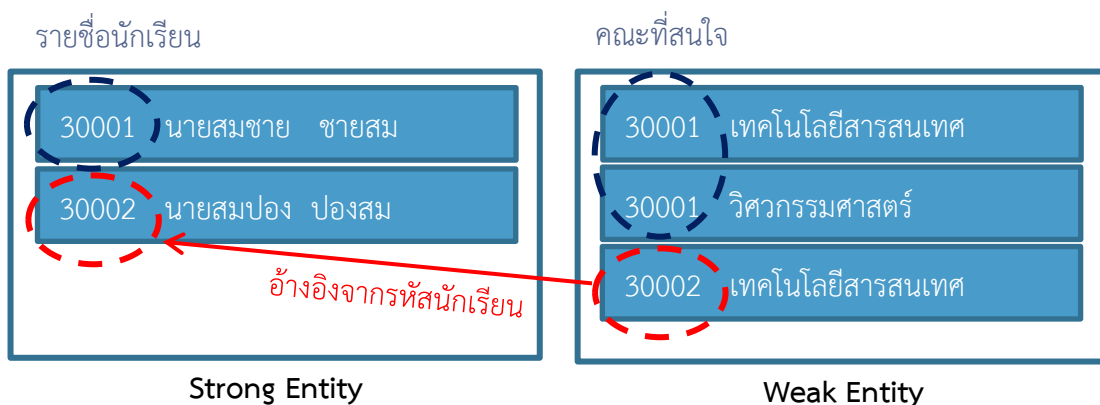 รายชื่อนักเรียน
30001 นายสมชาย ชายสม
30002 นายสมปอง ปองสม
Strong Entity
อ้างอิงจากรหัสนักเรียน
คณะที่สนใจ
30001 เทคโนโลยีสารสนเทศ
30001 วิศวกรรมศาสตร์
30002 เทคโนโลยีสารสนเทศ
Weak Entity